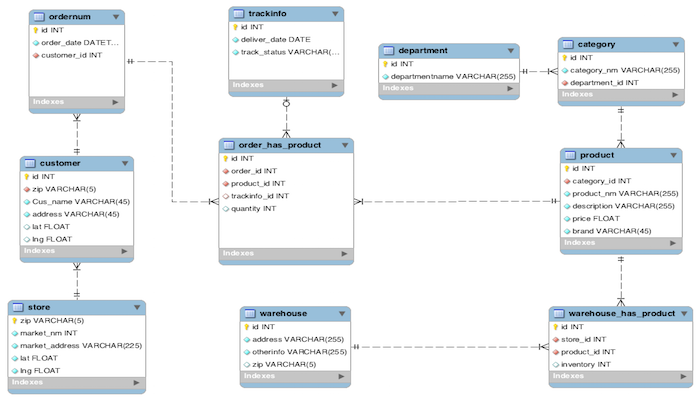 ordernum
id INT
order_date DATET...
customer_id INT
Indexes
trackinfo
id INT
deliver_date DATE
track_status VARCHAR(...
Indexes
department
id INT
departmentname VARCHAR(255)
Indexes
category
id INT
category_nm VARCHAR(255)
department_id INT
Indexes
customer
id INT
zip VARCHAR(5)
Cus_name VARCHAR(45)
address VARCHAR(45)
lat FLOAT
lng FLOAT
Indexes
order_has_product
id INT
order_id INT
product_id INT
trackinfo_id INT
quantity INT
Indexes
product
id INT
category_id INT
product_nm VARCHAR(255)
description VARCHAR(255)
price FLOAT
brand VARCHAR(45)
Indexes
store
zip VARCHAR(5)
market_nm INT
market_address VARCHAR(225)
lat FLOAT
lng FLOAT
Indexes
warehouse
id INT
address VARCHAR(255)
otherinfo VARCHAR(255)
zip VARCHAR(5)
Indexes
warehouse_has_product
id INT
store_id INT
product_id INT
inventory INT
Indexes